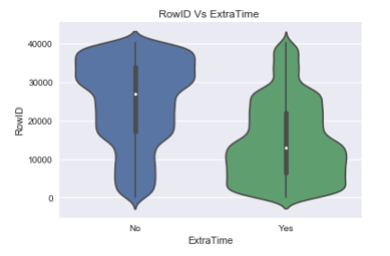 RowID Vs ExtraTime
40000
30000
20000
10000
0
RowID
No
Yes
ExtraTime